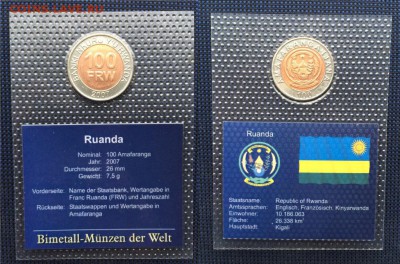 100
FRW
2007
Ruanda
Nominal: 100 Amafaranga
Jahr: 2007
Durchmesser: 26 mm
Gewicht: 7,5 g
Vorderseite: Name der Staatsbank, Wertangabe in
Franc Ruanda (FRW) und Jahreszahl
Rückseite: Staatswappen und Wertangabe in
Amafaranga
Bimetall-Münzen der Welt
Ruanda
Staatsname: Republic of Rwanda
Amtssprachen: Englisch, Französisch, Kinyarwanda
Einwohner: 10.186.063
Fläche: 26.338 km²
Hauptstadt: Kigali